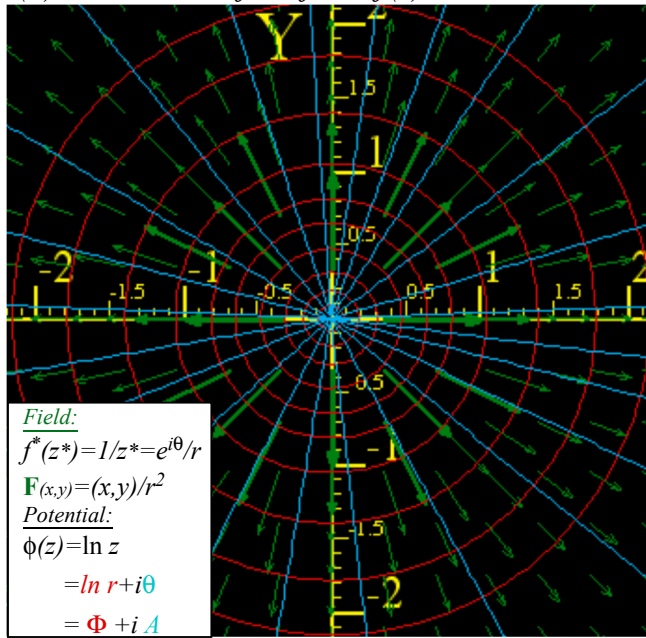 Y
2
1.5
1
0.5
-2
-1.5
-1
-0.5
0.5
1
1.5
2
0.5
-1
-1.5
-2
Field:
f*(z*)=1/z*=e^{iθ}/r
F(x,y)=(x,y)/r²
Potential:
ϕ(z)=ln z
=ln r+iθ
= Φ +i A